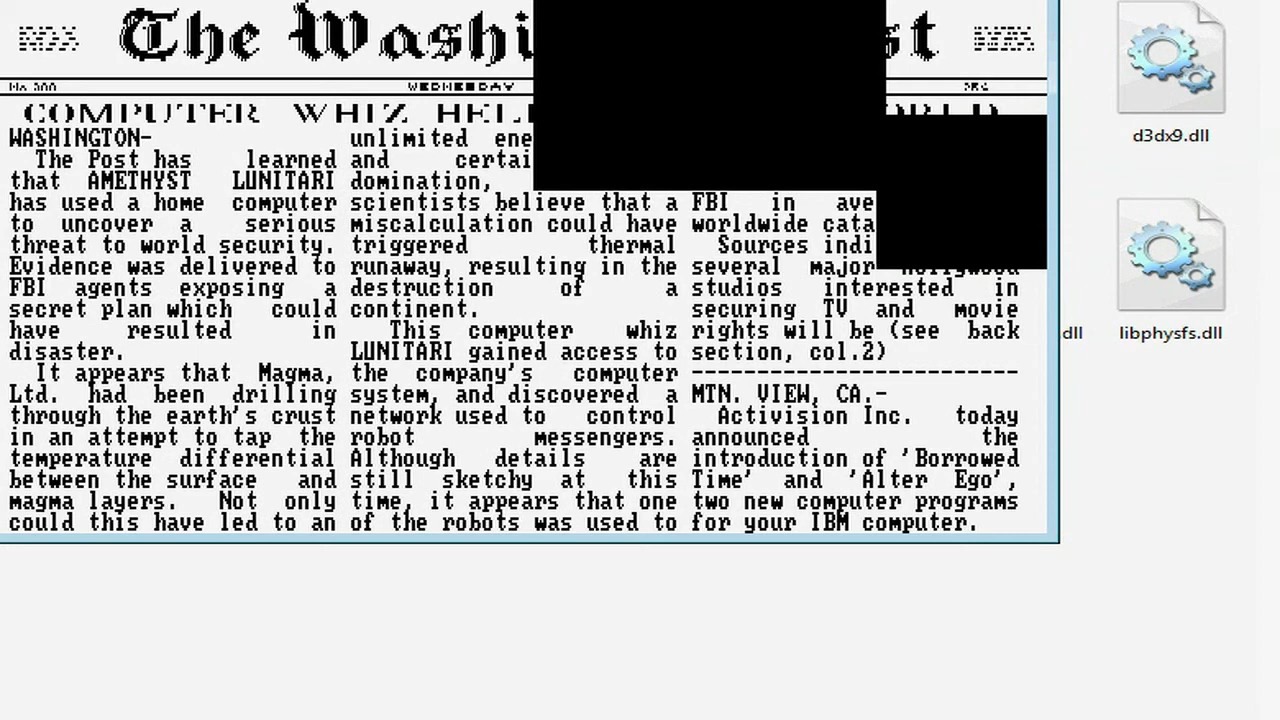 The Washi st
No 300 WEDNESDAY 25¢
COMPUTER WHIZ HEL ORLD
WASHINGTON-
The Post has learned
that AMETHYST LUNITARI
has used a home computer
to uncover a serious
threat to world security.
Evidence was delivered to
FBI agents exposing a
secret plan which could
have resulted in
disaster.
It appears that Magma,
Ltd. had been drilling
through the earth's crust
in an attempt to tap the
temperature differential
between the surface and
magma layers. Not only
could this have led to an
unlimited ene
and certai
domination,
scientists believe that a
miscalculation could have
triggered thermal
runaway, resulting in the
destruction of a
continent.
This computer whiz
LUNITARI gained access to
the company's computer
system, and discovered a
network used to control
robot messengers.
Although details are
still sketchy at this
time, it appears that one
of the robots was used to
FBI in ave
worldwide cata
Sources indi
several major hollywood
studios interested in
securing TV and movie
rights will be (see back
section, col.2)
-------------------------
MTN. VIEW, CA.-
Activision Inc. today
announced the
introduction of 'Borrowed
Time' and 'Alter Ego',
two new computer programs
for your IBM computer.
d3dx9.dll
dll
libphysfs.dll